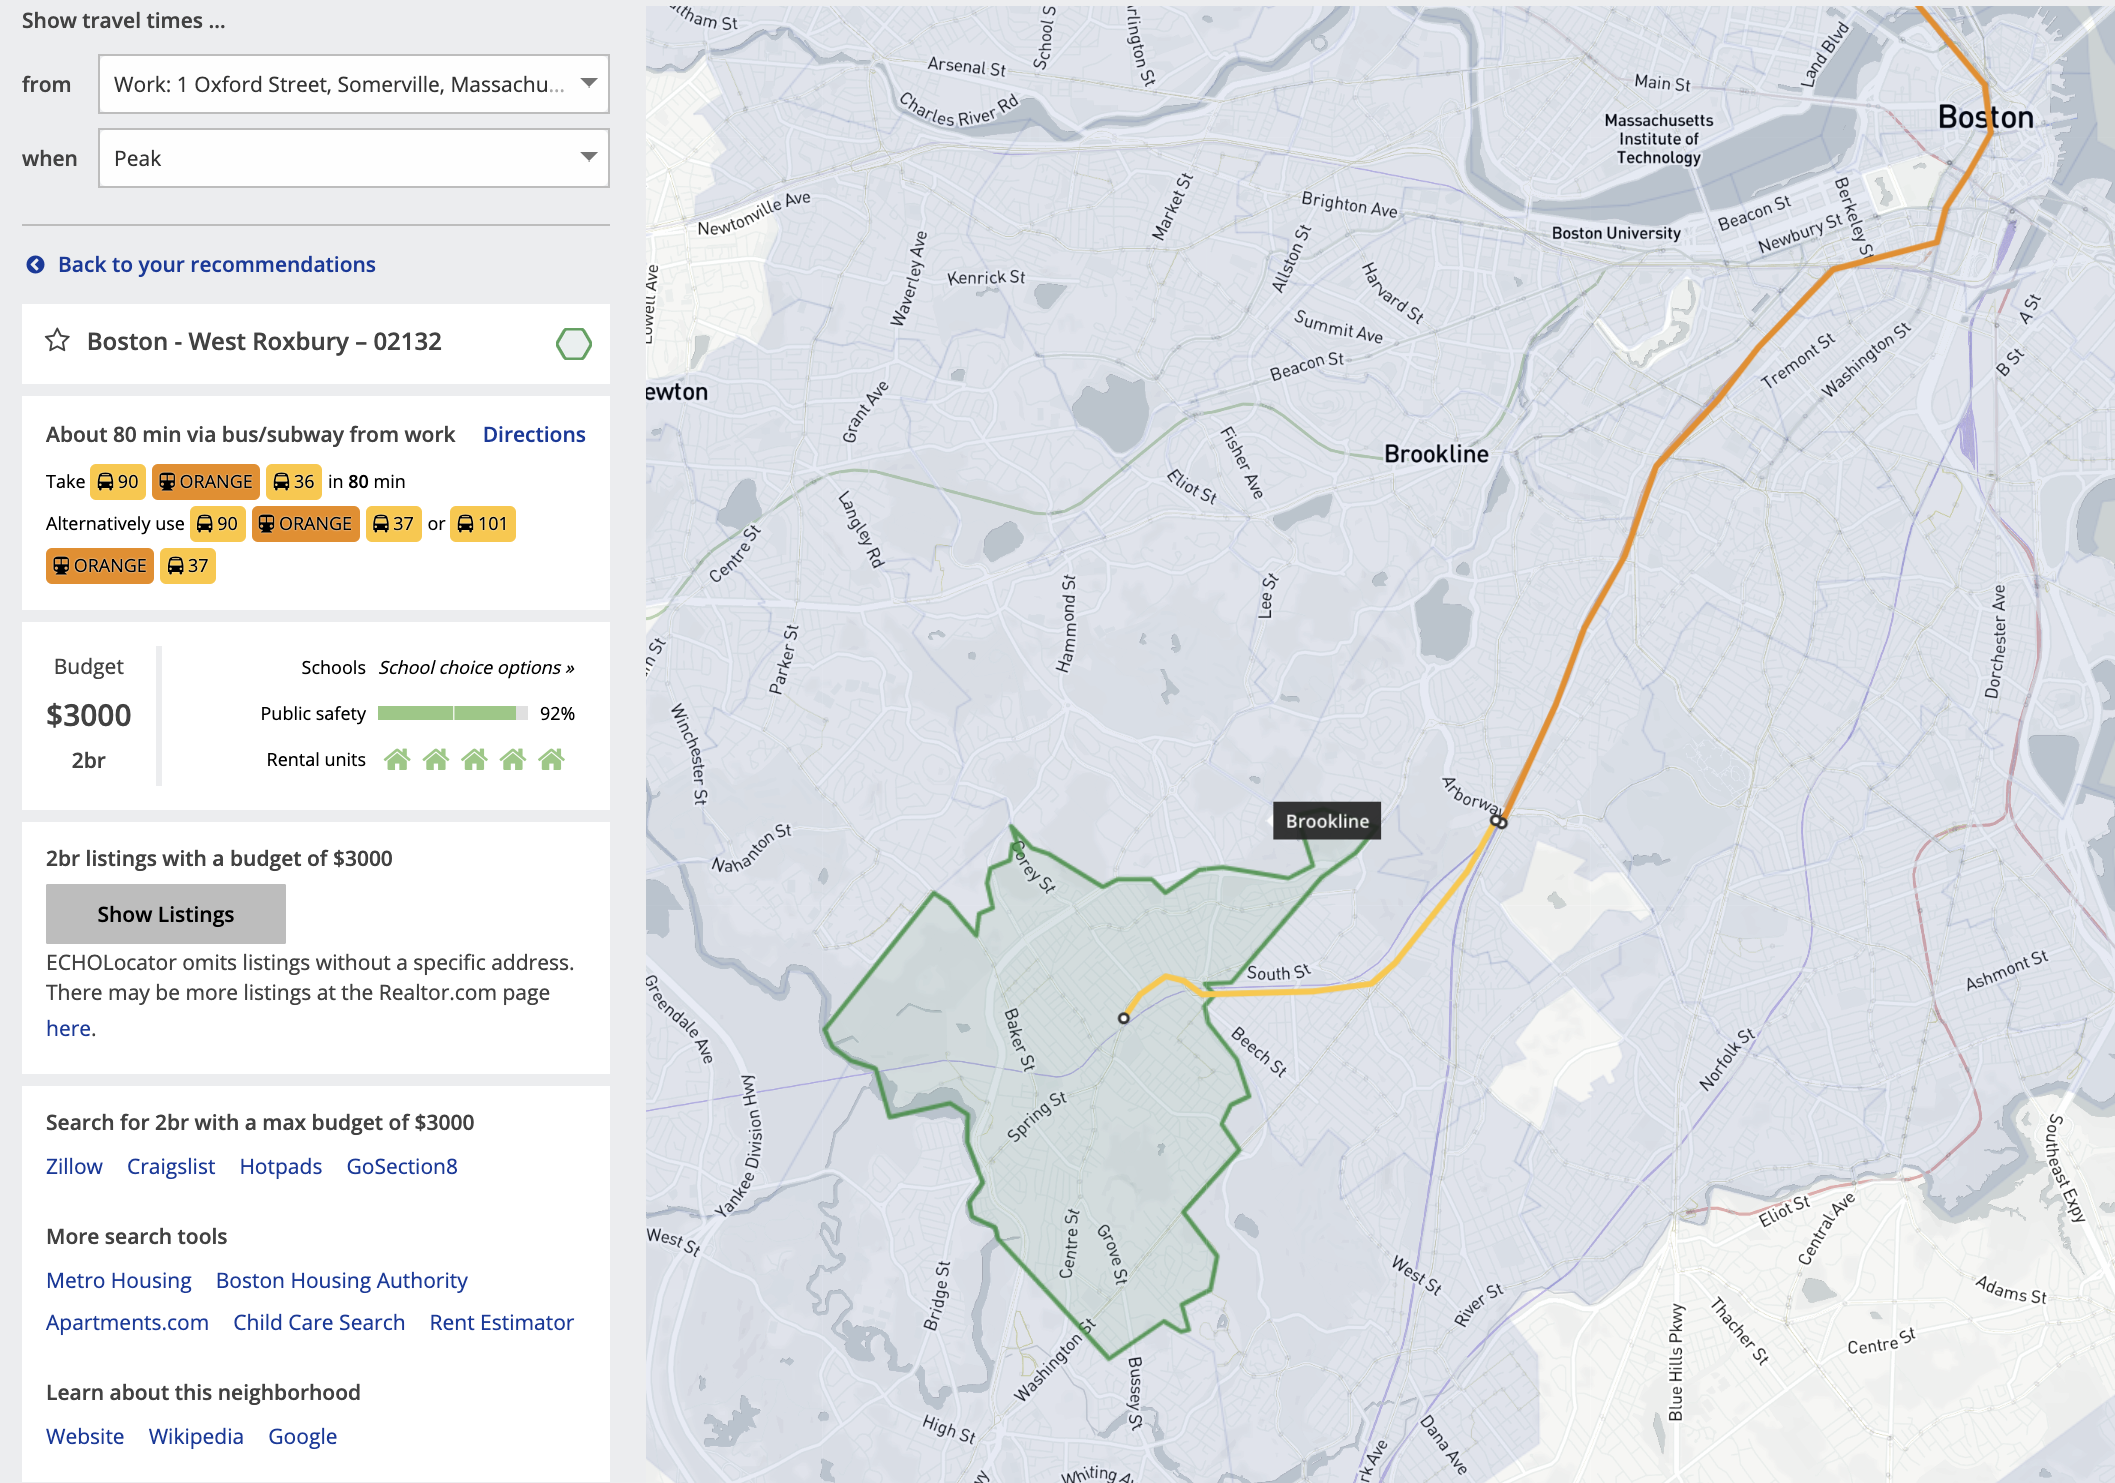 Show travel times ...
from
Work: 1 Oxford Street, Somerville, Massachu...
when
Peak
Back to your recommendations
Boston - West Roxbury – 02132
About 80 min via bus/subway from work Directions
Take 90 ORANGE 36 in 80 min
Alternatively use 90 ORANGE 37 or 101
ORANGE 37
Budget
$3000
2br
Schools School choice options »
Public safety 92%
Rental units
2br listings with a budget of $3000
Show Listings
ECHOLocator omits listings without a specific address.
There may be more listings at the Realtor.com page
here.
Search for 2br with a max budget of $3000
Zillow Craigslist Hotpads GoSection8
More search tools
Metro Housing Boston Housing Authority
Apartments.com Child Care Search Rent Estimator
Learn about this neighborhood
Website Wikipedia Google
ltham St
School S
rlington St
Arsenal St
Charles River Rd
Main St
Land Blvd
Boston
Massachusetts
Institute of
Technology
Newtonville Ave
Market St
Brighton Ave
Beacon St
Newbury St
Berkeley St
Boston University
Lowell Ave
Waverley Ave
Kenrick St
Allston St
Harvard St
A St
Summit Ave
Beacon St
Tremont St
Washington St
B St
ewton
Grant Ave
Fisher Ave
Brookline
Eliot St
Langley Rd
Centre St
Hammond St
Lee St
Dorchester Ave
n St
Parker St
Winchester St
Arborway
Brookline
Nahanton St
Corey St
South St
Ashmont St
Greendale Ave
Baker St
Beech St
Norfolk St
Yankee Division Hwy
Spring St
Southeast Expy
West St
Centre St
Grove St
Eliot St
Central Ave
Bridge St
West St
River St
Adams St
Blue Hills Pkwy
Thacher St
Centre St
Washington St
Bussey St
High St
Dana Ave
rk Ave
Whiting A
wy